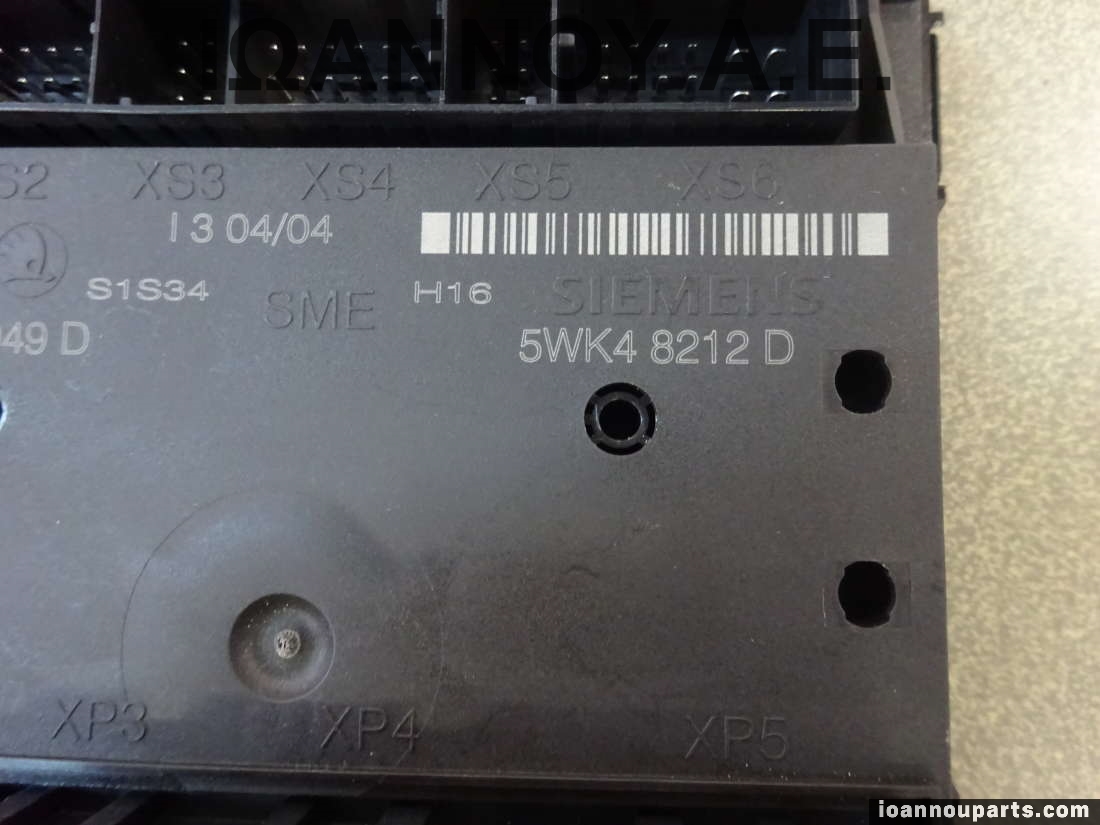 ΙΩΑΝΝΟΥ Α.Ε.
S2 XS3 XS4 XS5 XS6
I 3 04/04
S1S34 SME H16 SIEMENS
049 D 5WK4 8212 D
XP3 XP4 XP5
ioannouparts.com